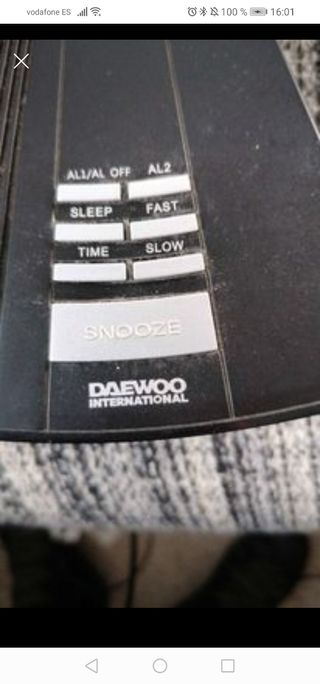 vodafone ES
100 %
16:01
AL1/AL OFF AL2
SLEEP FAST
TIME SLOW
SNOOZE
DAEWOO
INTERNATIONAL